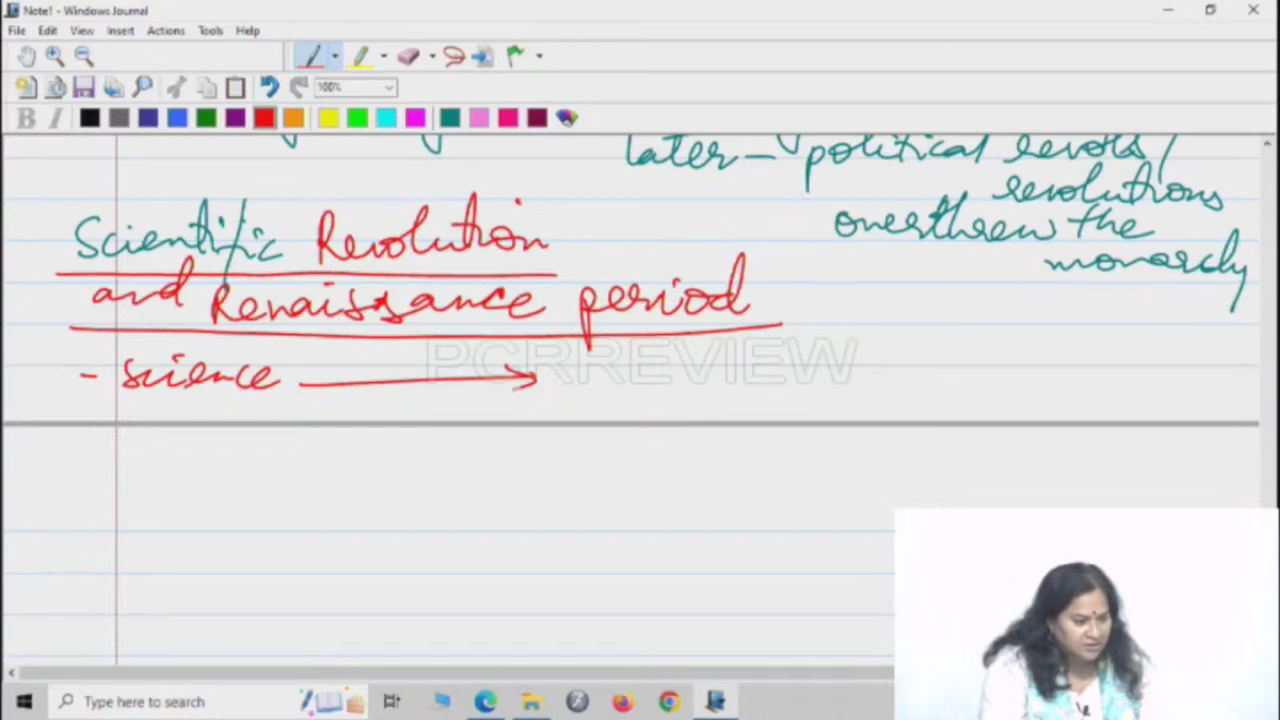 Note1 - Windows Journal
File Edit View Insert Actions Tools Help
100%
B I
later - political revolts /
revolutions
overthrew the
monarchy
Scientific Revolution
and Renaissance period
- science
PCRREVIEW
Type here to search